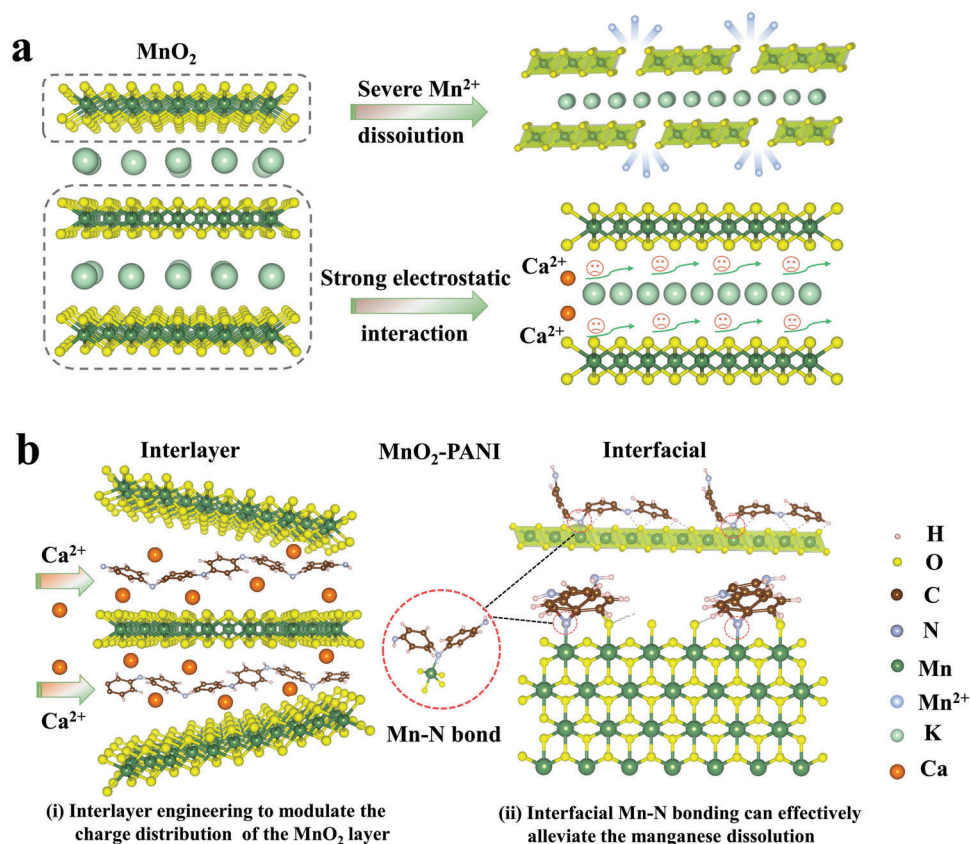 a
MnO₂
Severe Mn²⁺
dissoiution
Strong electrostatic
interaction
Ca²⁺
Ca²⁺
b
Interlayer
MnO₂-PANI
Interfacial
Ca²⁺
Ca²⁺
Mn-N bond
H
O
C
N
Mn
Mn²⁺
K
Ca
(i) Interlayer engineering to modulate the
charge distribution of the MnO₂ layer
(ii) Interfacial Mn-N bonding can effectively
alleviate the manganese dissolution